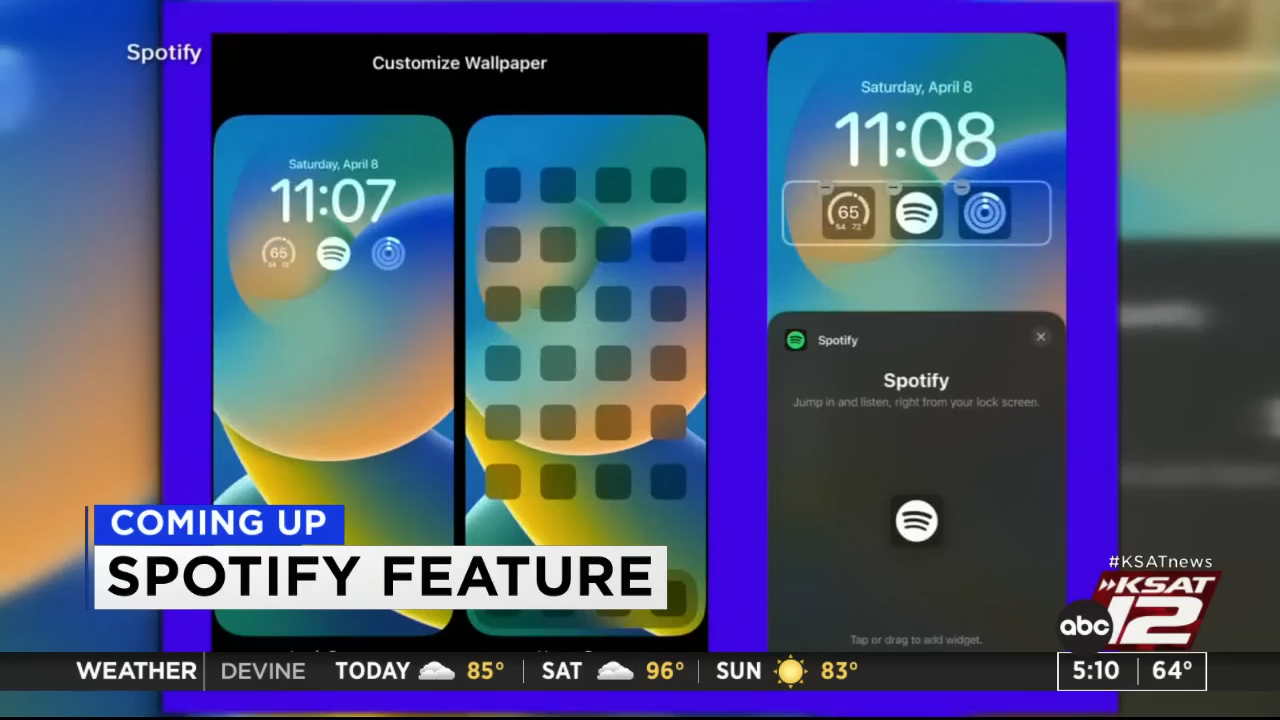 Spotify
Customize Wallpaper
Saturday, April 8
11:07
65
Saturday, April 8
11:08
65
54 72
Spotify
Spotify
Jump in and listen, right from your lock screen.
Tap or drag to add widget.
COMING UP
SPOTIFY FEATURE
#KSATnews
KSAT
abc 12
WEATHER DEVINE TODAY 85° SAT 96° SUN 83° 5:10 64°